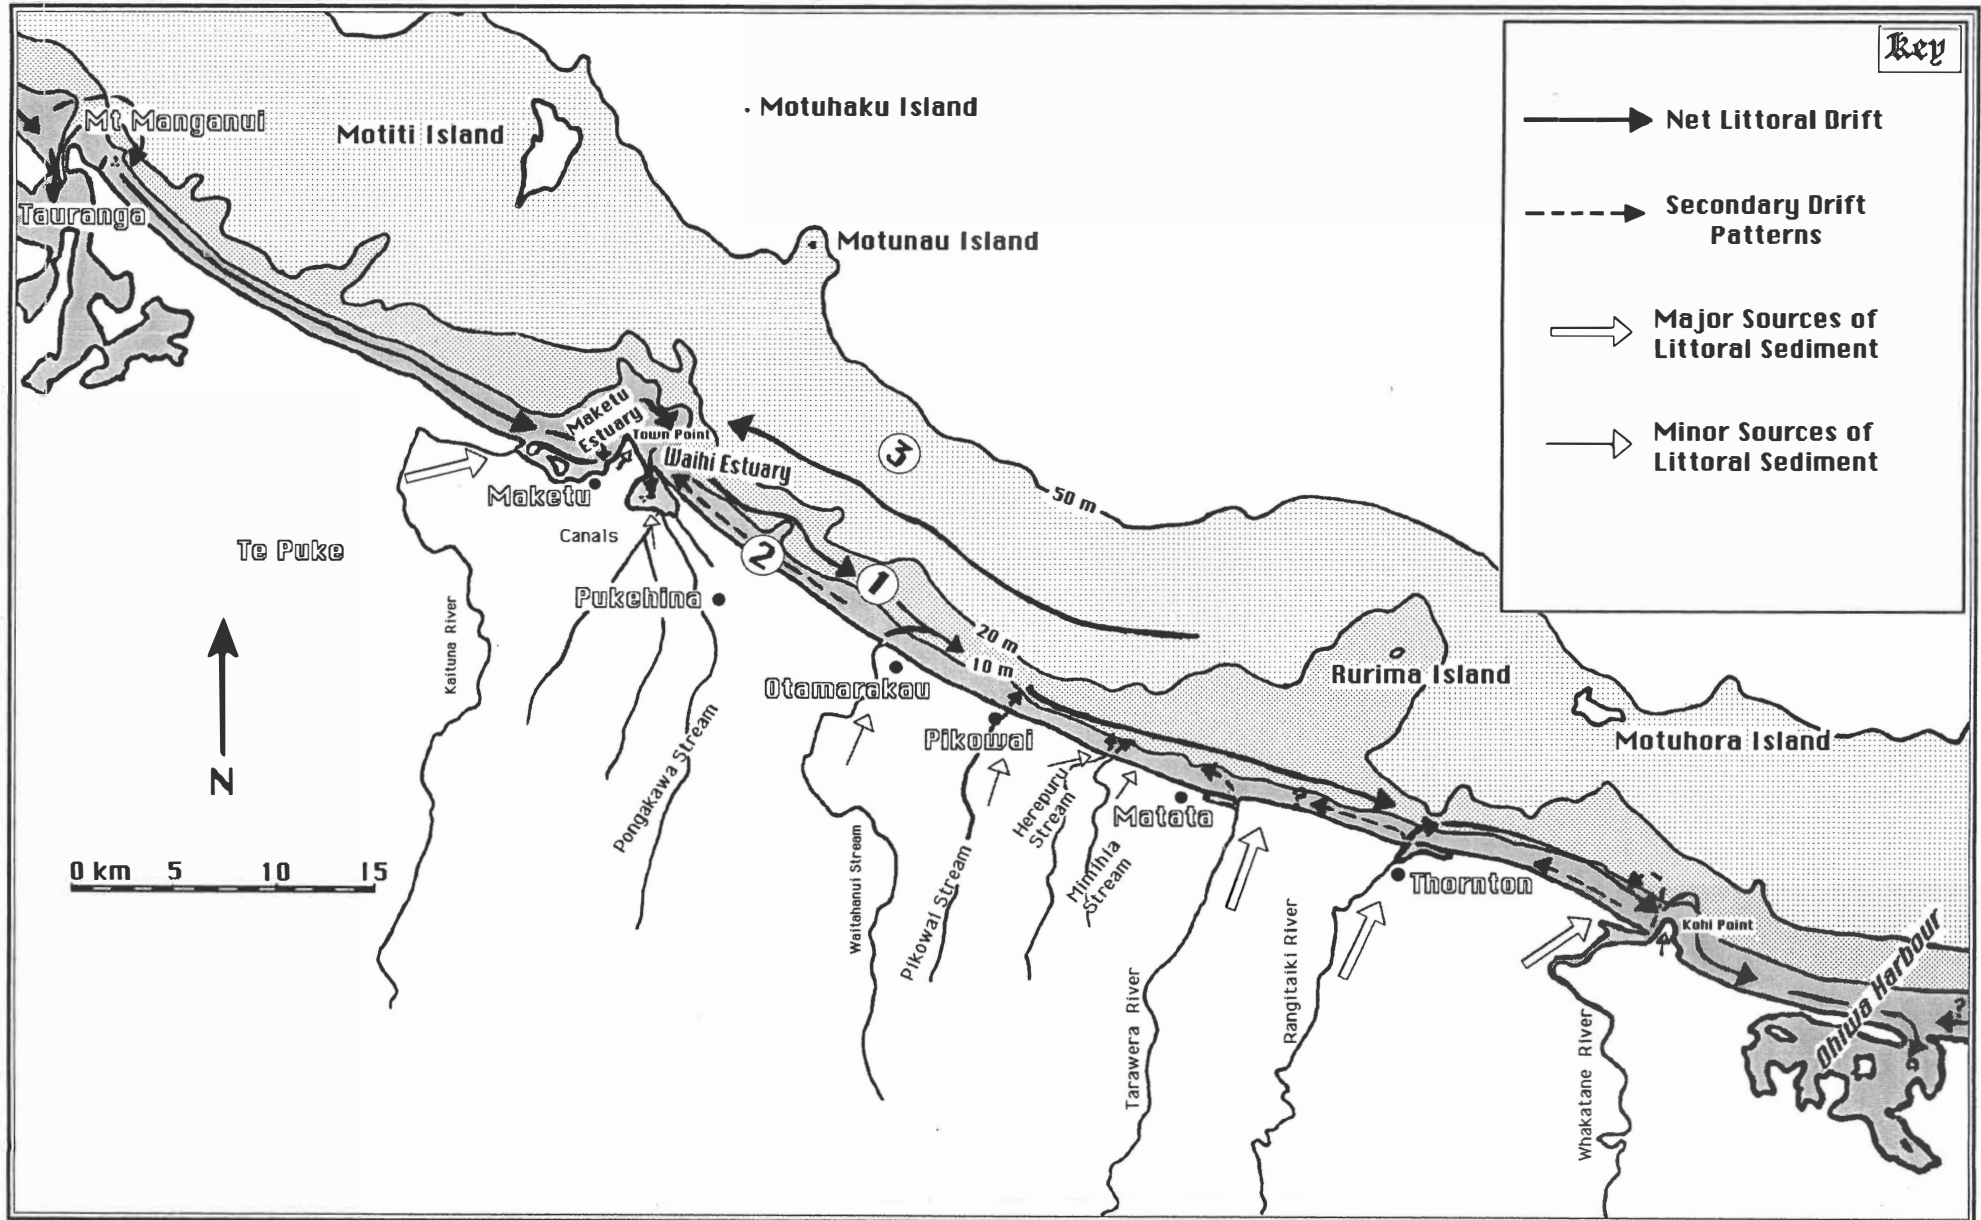 Key
Net Littoral Drift
Secondary Drift
Patterns
Major Sources of
Littoral Sediment
Minor Sources of
Littoral Sediment
Mt Manganui
Motiti Island
Motuhaku Island
Tauranga
Motunau Island
Maketu
Estuary
Town Point
Waihi Estuary
3
50 m
Maketu
Canals
Te Puke
2
1
Pukehina
20 m
10 m
Kaituna River
Otamarakau
Rurima Island
Pikowai
Motuhora Island
N
Pongakawa Stream
Herepuru
Stream
Matata
?
Mimihia
Stream
0 km 5 10 15
Waitahanui Stream
Pikowai Stream
Thornton
Kohi Point
Tarawera River
Rangitaiki River
Whakatane River
Ohiwa Harbour
?